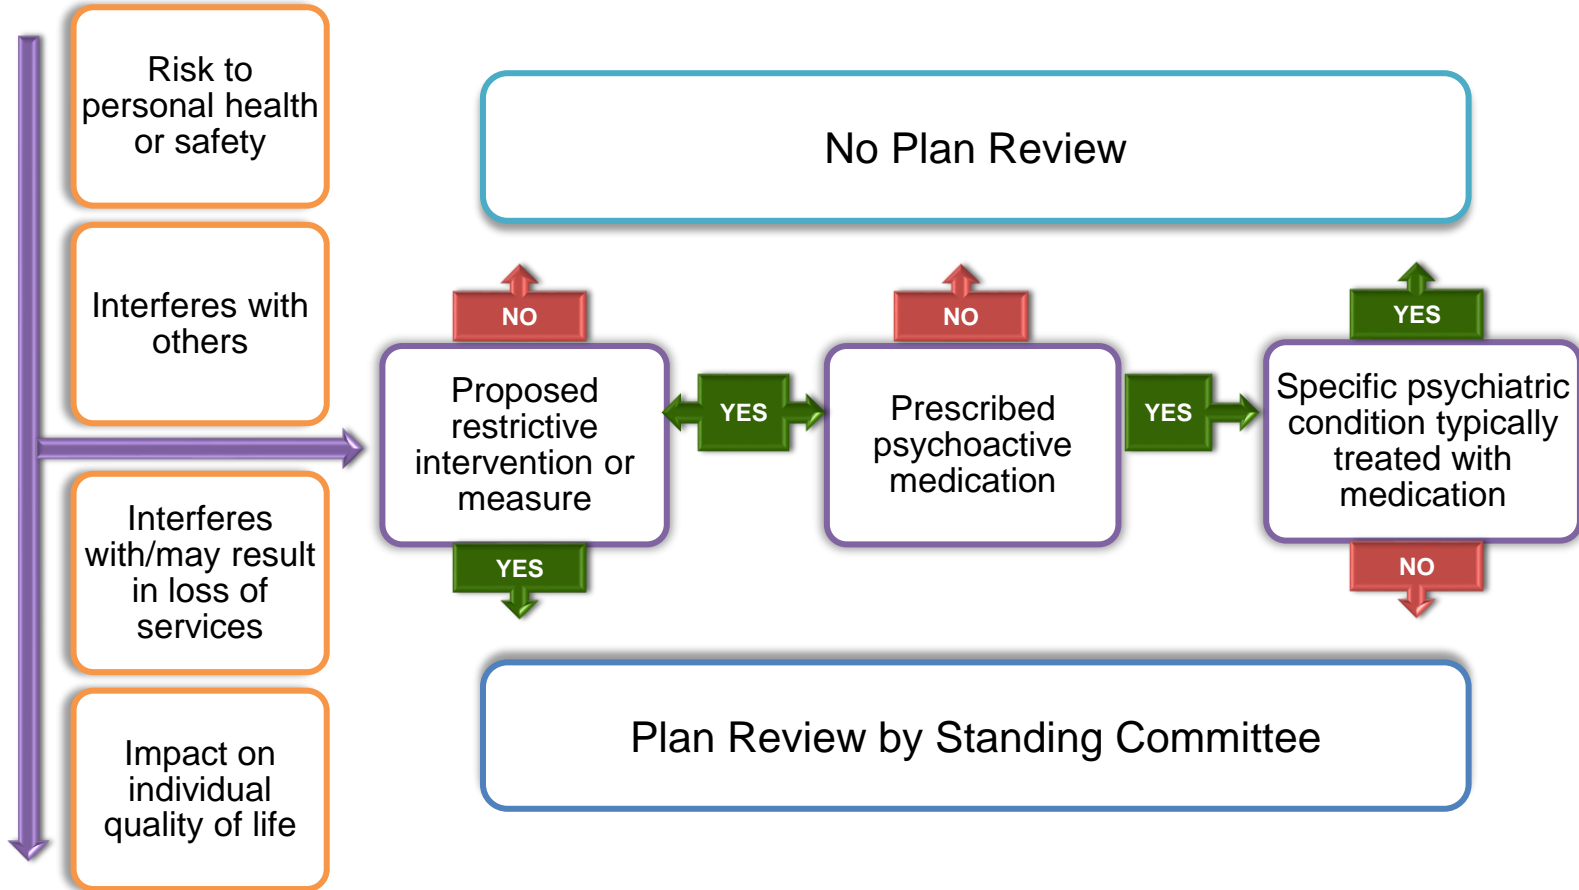 Risk to
personal health
or safety
Interferes with
others
Interferes
with/may result
in loss of
services
Impact on
individual
quality of life
No Plan Review
NO
NO
YES
Proposed
restrictive
intervention or
measure
YES
Prescribed
psychoactive
medication
YES
Specific psychiatric
condition typically
treated with
medication
YES
NO
Plan Review by Standing Committee